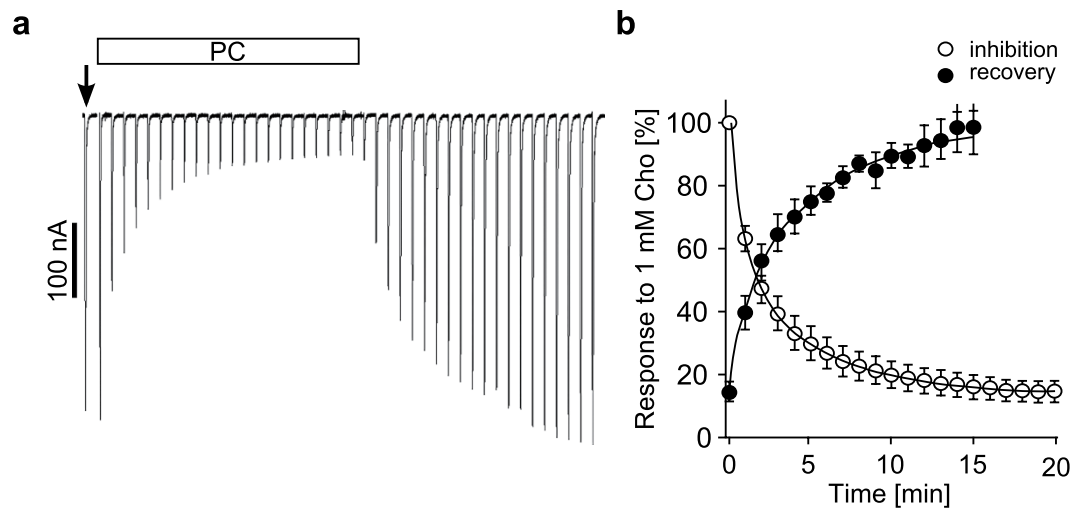 a
PC
100 nA
b
inhibition
recovery
Response to 1 mM Cho [%]
100
80
60
40
20
0
0 5 10 15 20
Time [min]